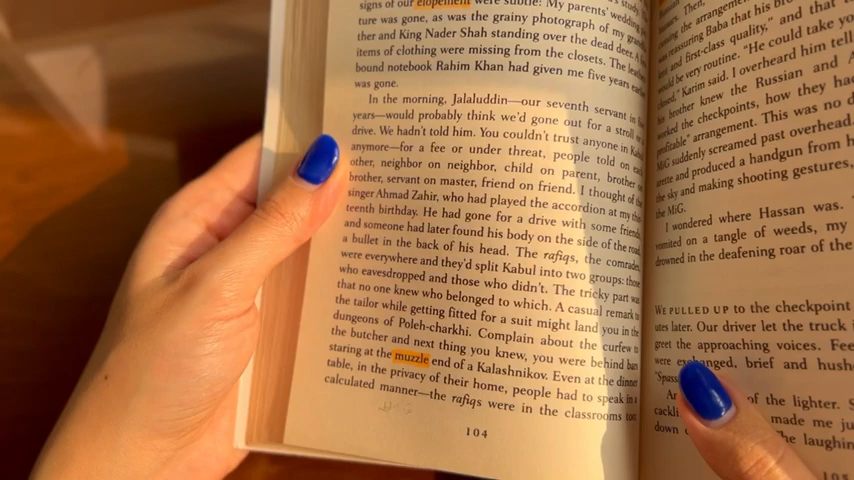 signs of our elopement were subtle: My parents' wedding
ture was gone, as was the grainy photograph of my
ther and King Nader Shah standing over the dead deer. A
items of clothing were missing from the closets. The
bound notebook Rahim Khan had given me five years
was gone.
In the morning, Jalaluddin—our seventh servant in
years—would probably think we'd gone out for a stroll or
drive. We hadn't told him. You couldn't trust anyone in
anymore—for a fee or under threat, people told on each
other, neighbor on neighbor, child on parent, brother on
brother, servant on master, friend on friend. I thought of
singer Ahmad Zahir, who had played the accordion at my
teenth birthday. He had gone for a drive with some friends,
and someone had later found his body on the side of the road,
a bullet in the back of his head. The rafiqs, the comrades,
were everywhere and they'd split Kabul into two groups: those
who eavesdropped and those who didn't. The tricky part was
that no one knew who belonged to which. A casual remark to
the tailor while getting fitted for a suit might land you in the
dungeons of Poleh-charkhi. Complain about the curfew to
the butcher and next thing you knew, you were behind bars
staring at the muzzle end of a Kalashnikov. Even at the dinner
table, in the privacy of their home, people had to speak in a
calculated manner—the rafiqs were in the classrooms too;
104
Then,
the arrangement
was reassuring Baba that his
and first-class quality," and that
would be very routine. "He could take you
closed," Karim said. I overheard him tell
brother knew the Russian and
worked the checkpoints, how they had
profitable" arrangement. This was no
MiG suddenly screamed past overhead,
and produced a handgun from
the sky and making shooting gestures,
the MiG.
I wondered where Hassan was.
vomited on a tangle of weeds, my
drowned in the deafening roar of the
WE PULLED UP to the checkpoint
utes later. Our driver let the truck
greet the approaching voices.
were exchanged, brief and
of the lighter.
made me
down
The